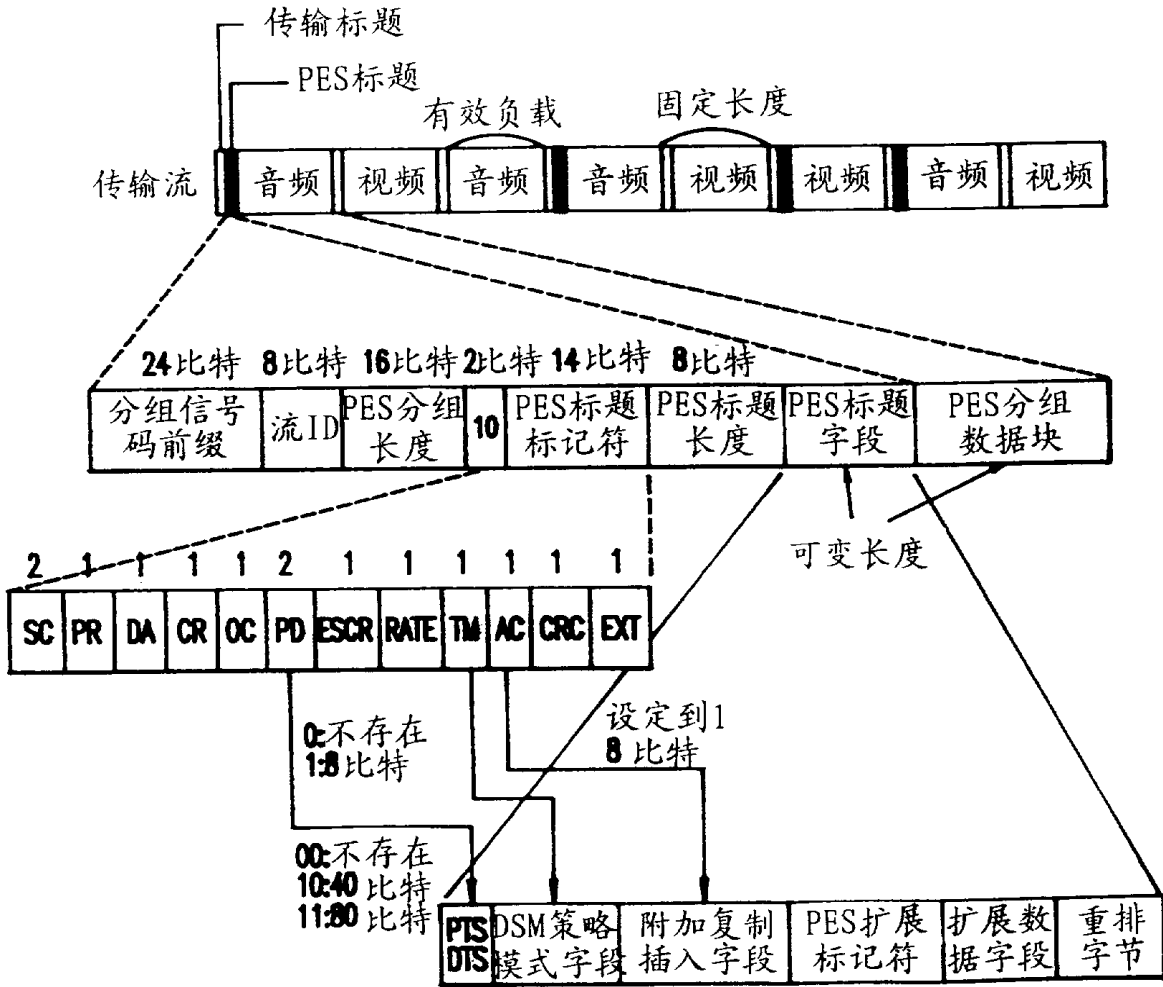 传输标题
PES标题
有效负载
固定长度
传输流
音频
视频
音频
音频
视频
视频
音频
视频
24比特 8比特 16比特 2比特 14比特 8比特
分组信号
码前缀
流ID
PES分组
长度
10
PES标题
标记符
PES标题
长度
PES标题
字段
PES分组
数据块
可变长度
2 1 1 1 1 2 1 1 1 1 1 1
SC PR DA CR OC PD ESCR RATE TM AC CRC EXT
0:不存在
1:8比特
设定到1
8比特
00:不存在
10:40比特
11:80比特
PTS
DTS
DSM策略
模式字段
附加复制
插入字段
PES扩展
标记符
扩展数
据字段
重排
字节